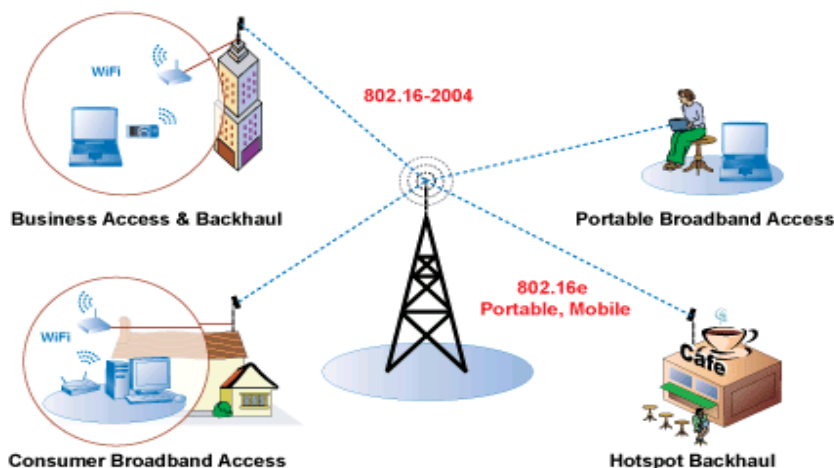 WiFi
802.16-2004
Business Access & Backhaul
Portable Broadband Access
802.16e
Portable, Mobile
WiFi
Cafe
Consumer Broadband Access
Hotspot Backhaul